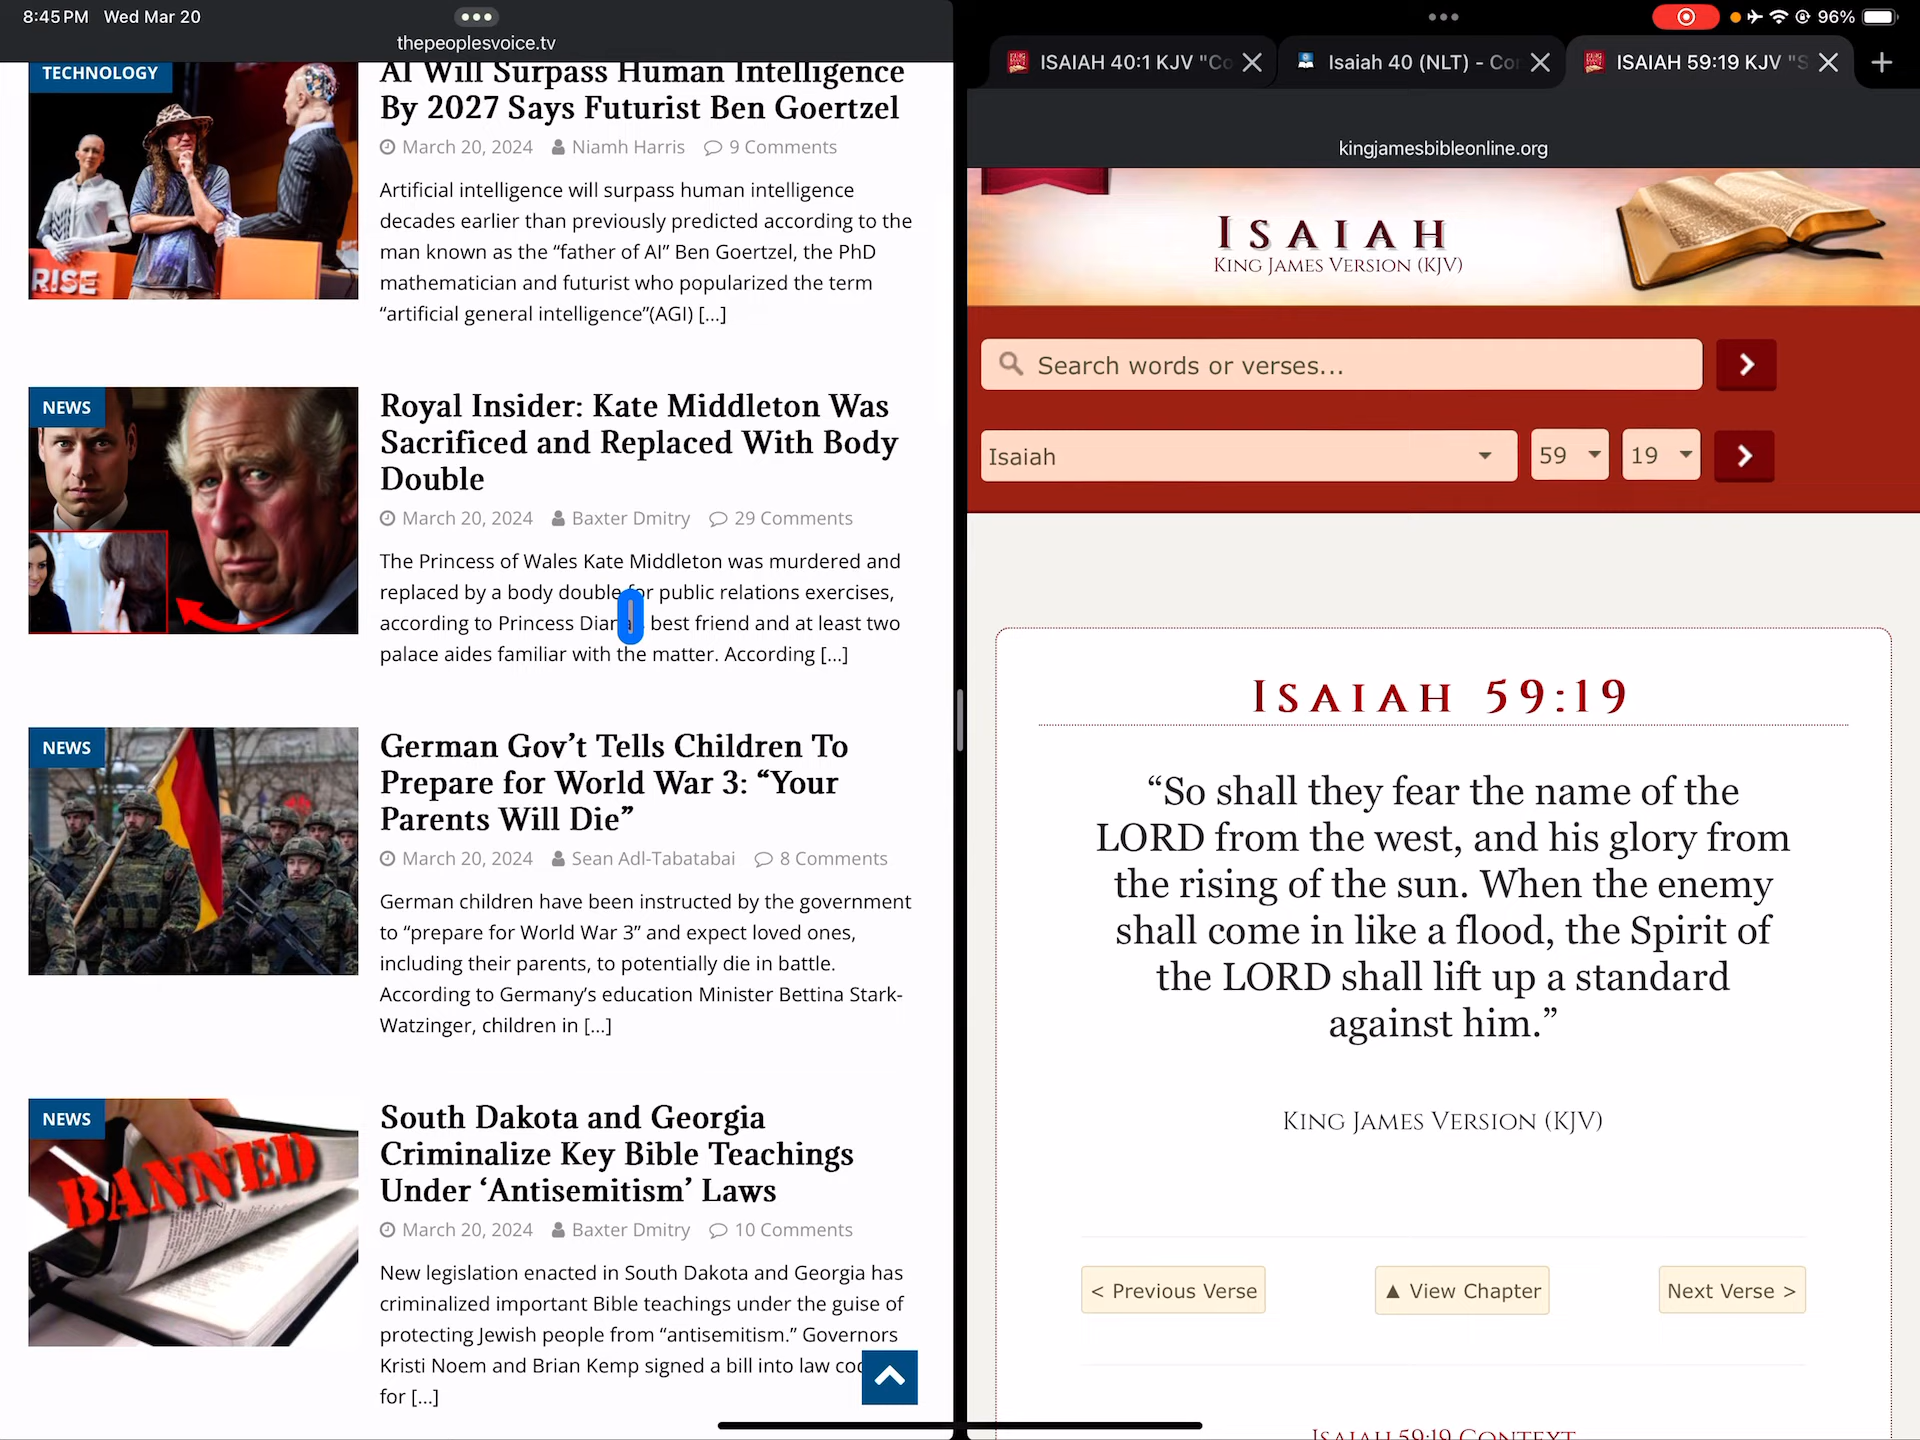 8:45 PM Wed Mar 20
thepeoplesvoice.tv
TECHNOLOGY
RISE
AI Will Surpass Human Intelligence
By 2027 Says Futurist Ben Goertzel
March 20, 2024 Niamh Harris 9 Comments
Artificial intelligence will surpass human intelligence
decades earlier than previously predicted according to the
man known as the “father of AI” Ben Goertzel, the PhD
mathematician and futurist who popularized the term
“artificial general intelligence”(AGI) [...]
NEWS
Royal Insider: Kate Middleton Was
Sacrificed and Replaced With Body
Double
March 20, 2024 Baxter Dmitry 29 Comments
The Princess of Wales Kate Middleton was murdered and
replaced by a body double for public relations exercises,
according to Princess best friend and at least two
palace aides familiar with the matter. According [...]
NEWS
German Gov’t Tells Children To
Prepare for World War 3: “Your
Parents Will Die”
March 20, 2024 Sean Adl-Tabatabai 8 Comments
German children have been instructed by the government
to “prepare for World War 3” and expect loved ones,
including their parents, to potentially die in battle.
According to Germany’s education Minister Bettina Stark-
Watzinger, children in [...]
NEWS
BANNED
South Dakota and Georgia
Criminalize Key Bible Teachings
Under ‘Antisemitism’ Laws
March 20, 2024 Baxter Dmitry 10 Comments
New legislation enacted in South Dakota and Georgia has
criminalized important Bible teachings under the guise of
protecting Jewish people from “antisemitism.” Governors
Kristi Noem and Brian Kemp signed a bill into law
for [...]
96%
ISAIAH 40:1 KJV "Co
Isaiah 40 (NLT) - Co
ISAIAH 59:19 KJV "S
kingjamesbibleonline.org
ISAIAH
KING JAMES VERSION (KJV)
Search words or verses...
Isaiah 59 19
ISAIAH 59:19
“So shall they fear the name of the
LORD from the west, and his glory from
the rising of the sun. When the enemy
shall come in like a flood, the Spirit of
the LORD shall lift up a standard
against him.”
KING JAMES VERSION (KJV)
< Previous Verse
▲ View Chapter
Next Verse >
ISAIAH 59:19 CONTEXT